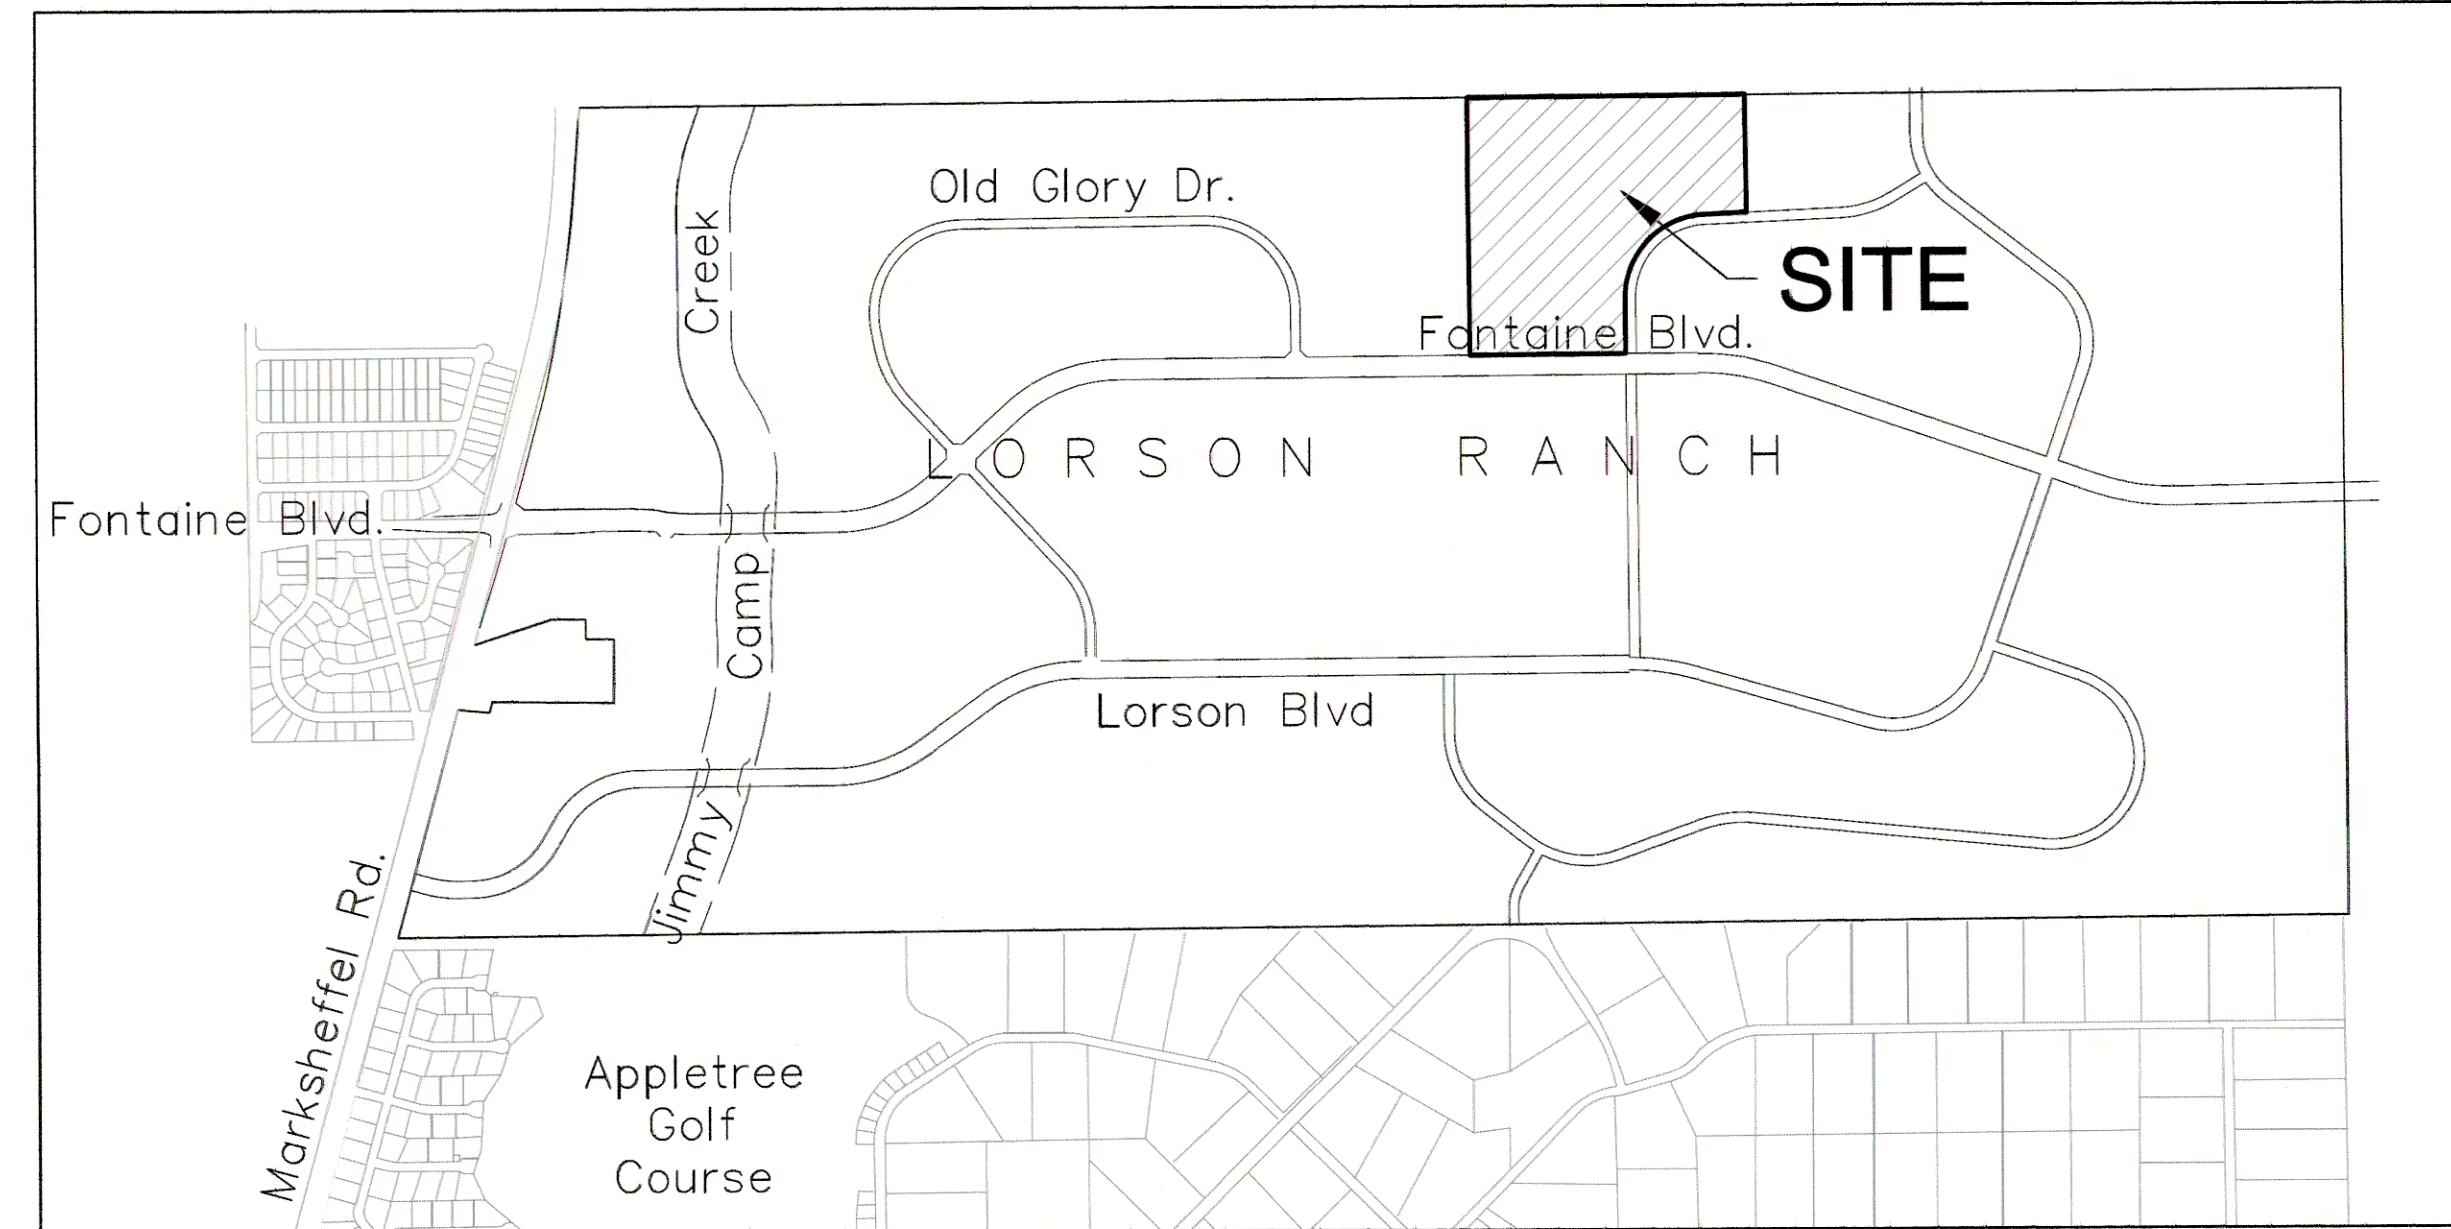 Old Glory Dr.
Creek
SITE
Fontaine Blvd.
LORSON RANCH
Fontaine Blvd.
Camp
Lorson Blvd
Jimmy
Marksheffel Rd.
Appletree
Golf
Course